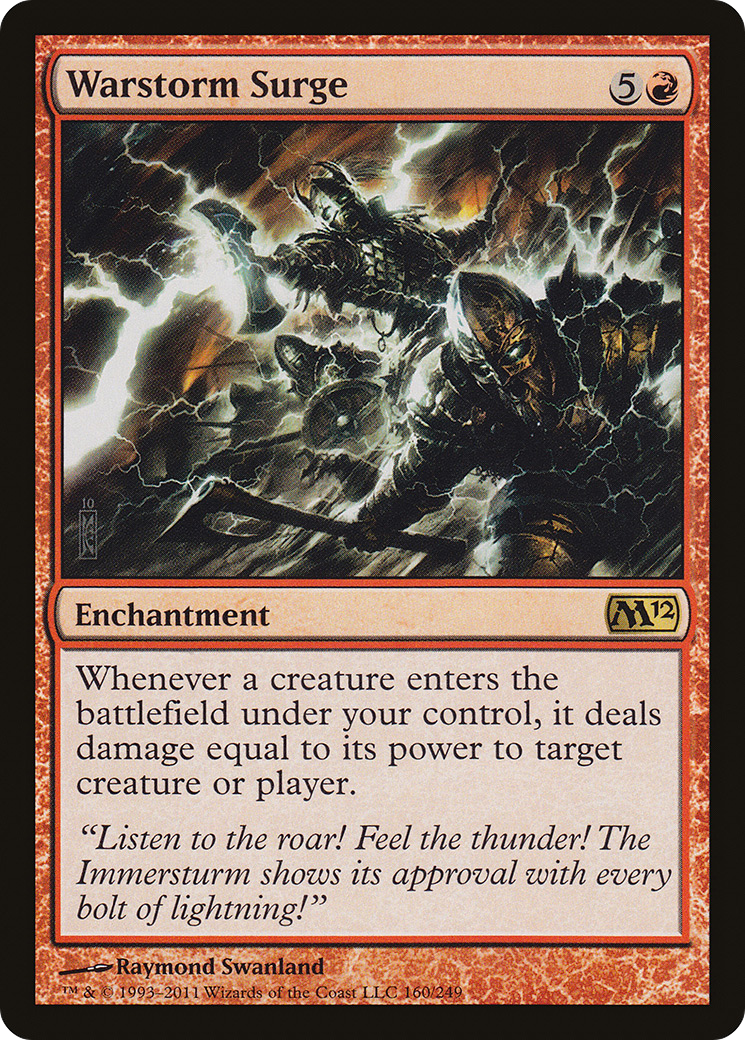 Warstorm Surge 5
10
Enchantment M12
Whenever a creature enters the
battlefield under your control, it deals
damage equal to its power to target
creature or player.
“Listen to the roar! Feel the thunder! The
Immersturm shows its approval with every
bolt of lightning!”
Raymond Swanland
™ & © 1993–2011 Wizards of the Coast LLC 160/249